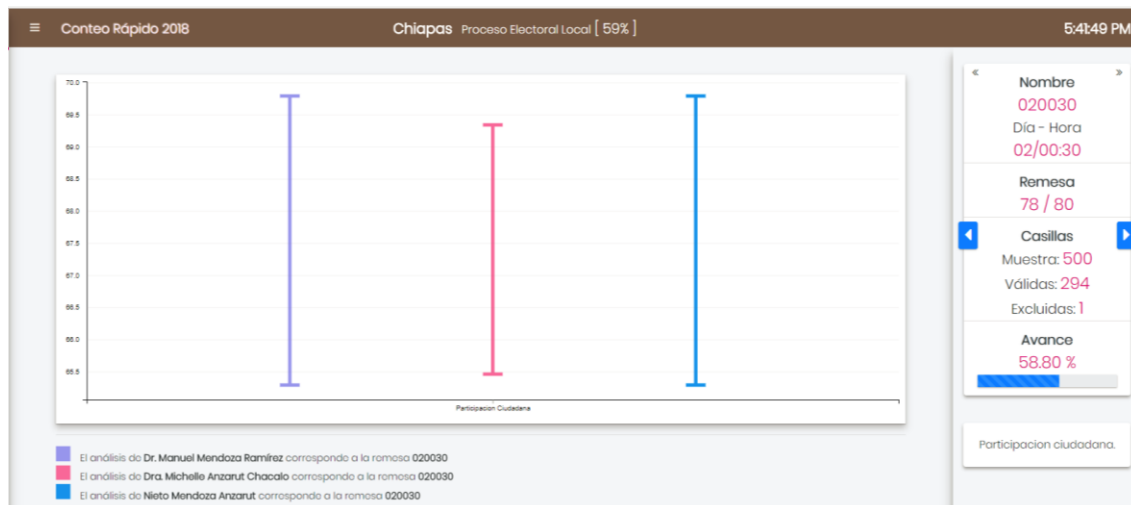 ≡ Conteo Rápido 2018 Chiapas Proceso Electoral Local [ 59% ] 5:41:49 PM
70.0
69.5
69.0
68.5
68.0
67.5
67.0
66.5
66.0
65.5
Participacion Ciudadana
El análisis de Dr. Manuel Mendoza Ramírez corresponde a la remesa 020030
El análisis de Dra. Michelle Anzarut Chacalo corresponde a la remesa 020030
El análisis de Nieto Mendoza Anzarut corresponde a la remesa 020030
« »
Nombre
020030
Día - Hora
02/00:30
Remesa
78 / 80
Casillas
Muestra: 500
Válidas: 294
Excluidas: 1
Avance
58.80 %
Participacion ciudadana.